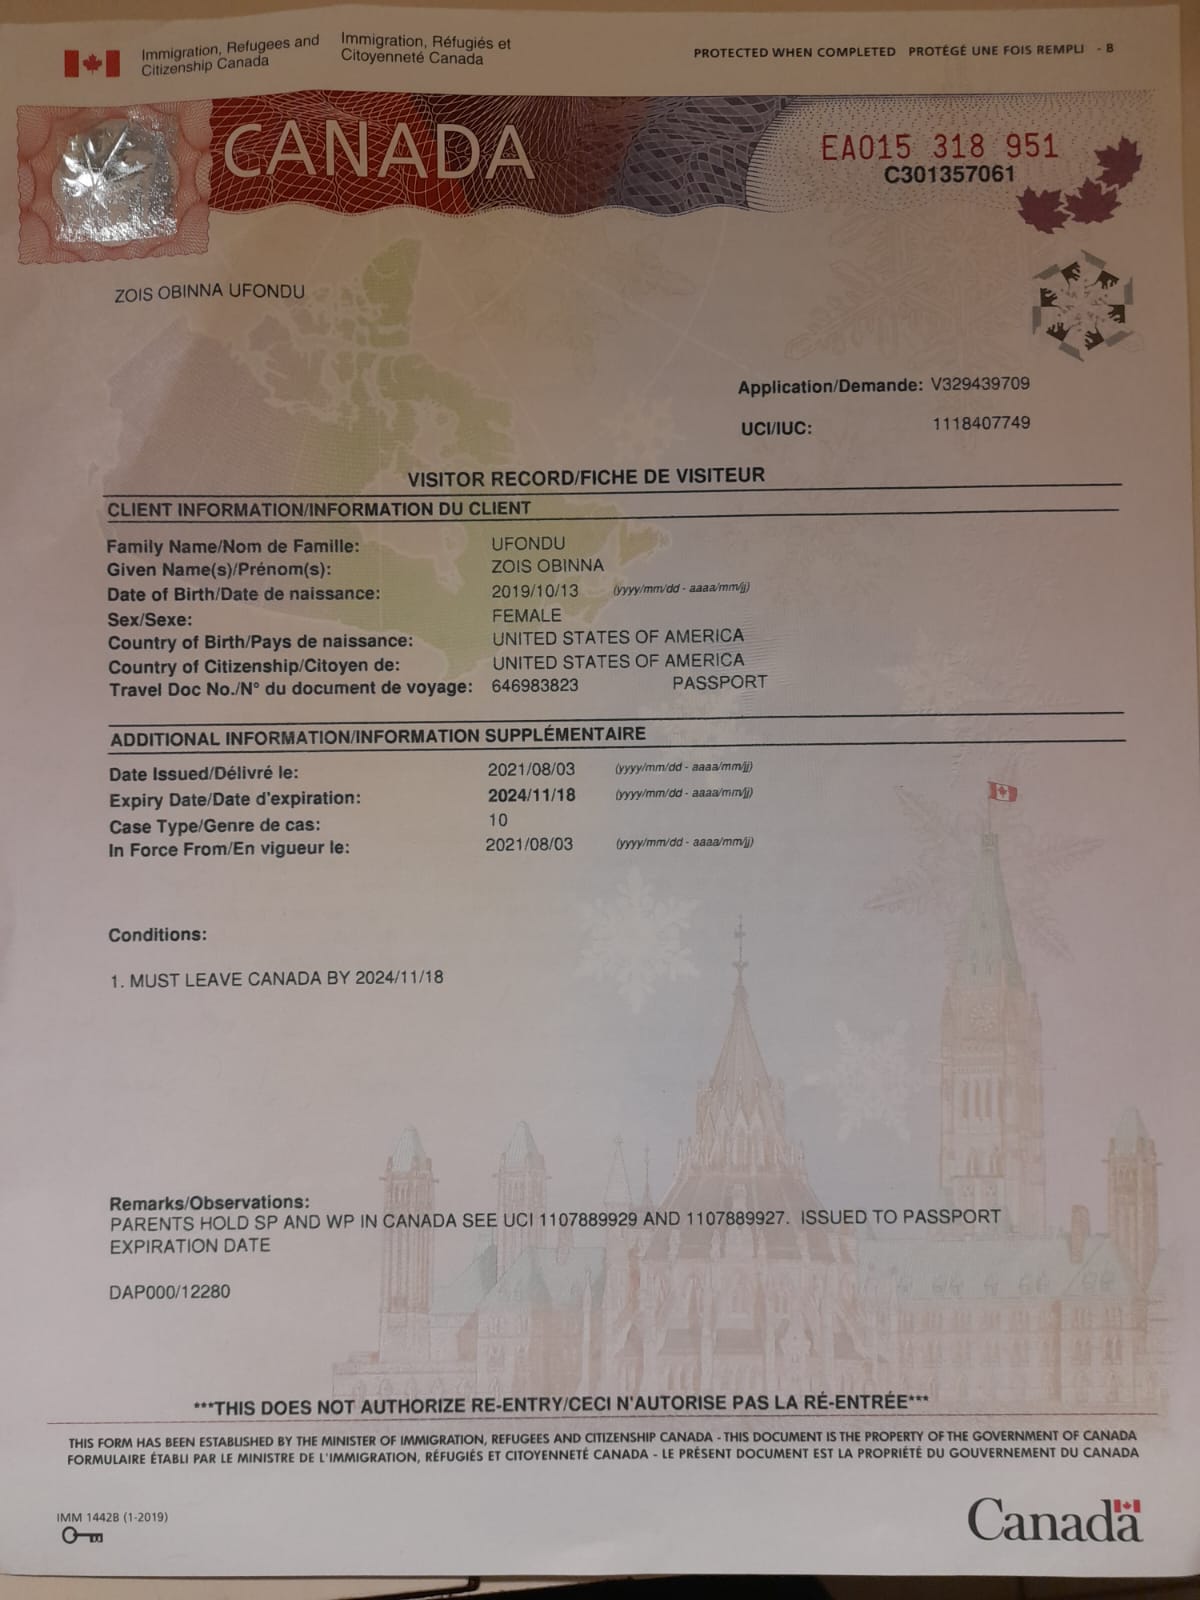 Immigration, Refugees and Citizenship Canada
Immigration, Réfugiés et Citoyenneté Canada
PROTECTED WHEN COMPLETED PROTÉGÉ UNE FOIS REMPLI - B
CANADA
EA015 318 951
C301357061
ZOIS OBINNA UFONDU
Application/Demande: V329439709
UCI/IUC: 1118407749
VISITOR RECORD/FICHE DE VISITEUR
CLIENT INFORMATION/INFORMATION DU CLIENT
Family Name/Nom de Famille: UFONDU
Given Name(s)/Prénom(s): ZOIS OBINNA
Date of Birth/Date de naissance: 2019/10/13 (yyyy/mm/dd - aaaa/mm/jj)
Sex/Sexe: FEMALE
Country of Birth/Pays de naissance: UNITED STATES OF AMERICA
Country of Citizenship/Citoyen de: UNITED STATES OF AMERICA
Travel Doc No./N° du document de voyage: 646983823 PASSPORT
ADDITIONAL INFORMATION/INFORMATION SUPPLÉMENTAIRE
Date Issued/Délivré le: 2021/08/03 (yyyy/mm/dd - aaaa/mm/jj)
Expiry Date/Date d'expiration: 2024/11/18 (yyyy/mm/dd - aaaa/mm/jj)
Case Type/Genre de cas: 10
In Force From/En vigueur le: 2021/08/03 (yyyy/mm/dd - aaaa/mm/jj)
Conditions:
1. MUST LEAVE CANADA BY 2024/11/18
Remarks/Observations:
PARENTS HOLD SP AND WP IN CANADA SEE UCI 1107889929 AND 1107889927. ISSUED TO PASSPORT
EXPIRATION DATE
DAP000/12280
***THIS DOES NOT AUTHORIZE RE-ENTRY/CECI N'AUTORISE PAS LA RÉ-ENTRÉE***
THIS FORM HAS BEEN ESTABLISHED BY THE MINISTER OF IMMIGRATION, REFUGEES AND CITIZENSHIP CANADA - THIS DOCUMENT IS THE PROPERTY OF THE GOVERNMENT OF CANADA
FORMULAIRE ÉTABLI PAR LE MINISTRE DE L'IMMIGRATION, RÉFUGIÉS ET CITOYENNETÉ CANADA - LE PRÉSENT DOCUMENT EST LA PROPRIÉTÉ DU GOUVERNEMENT DU CANADA
IMM 1442B (1-2019)
Canada